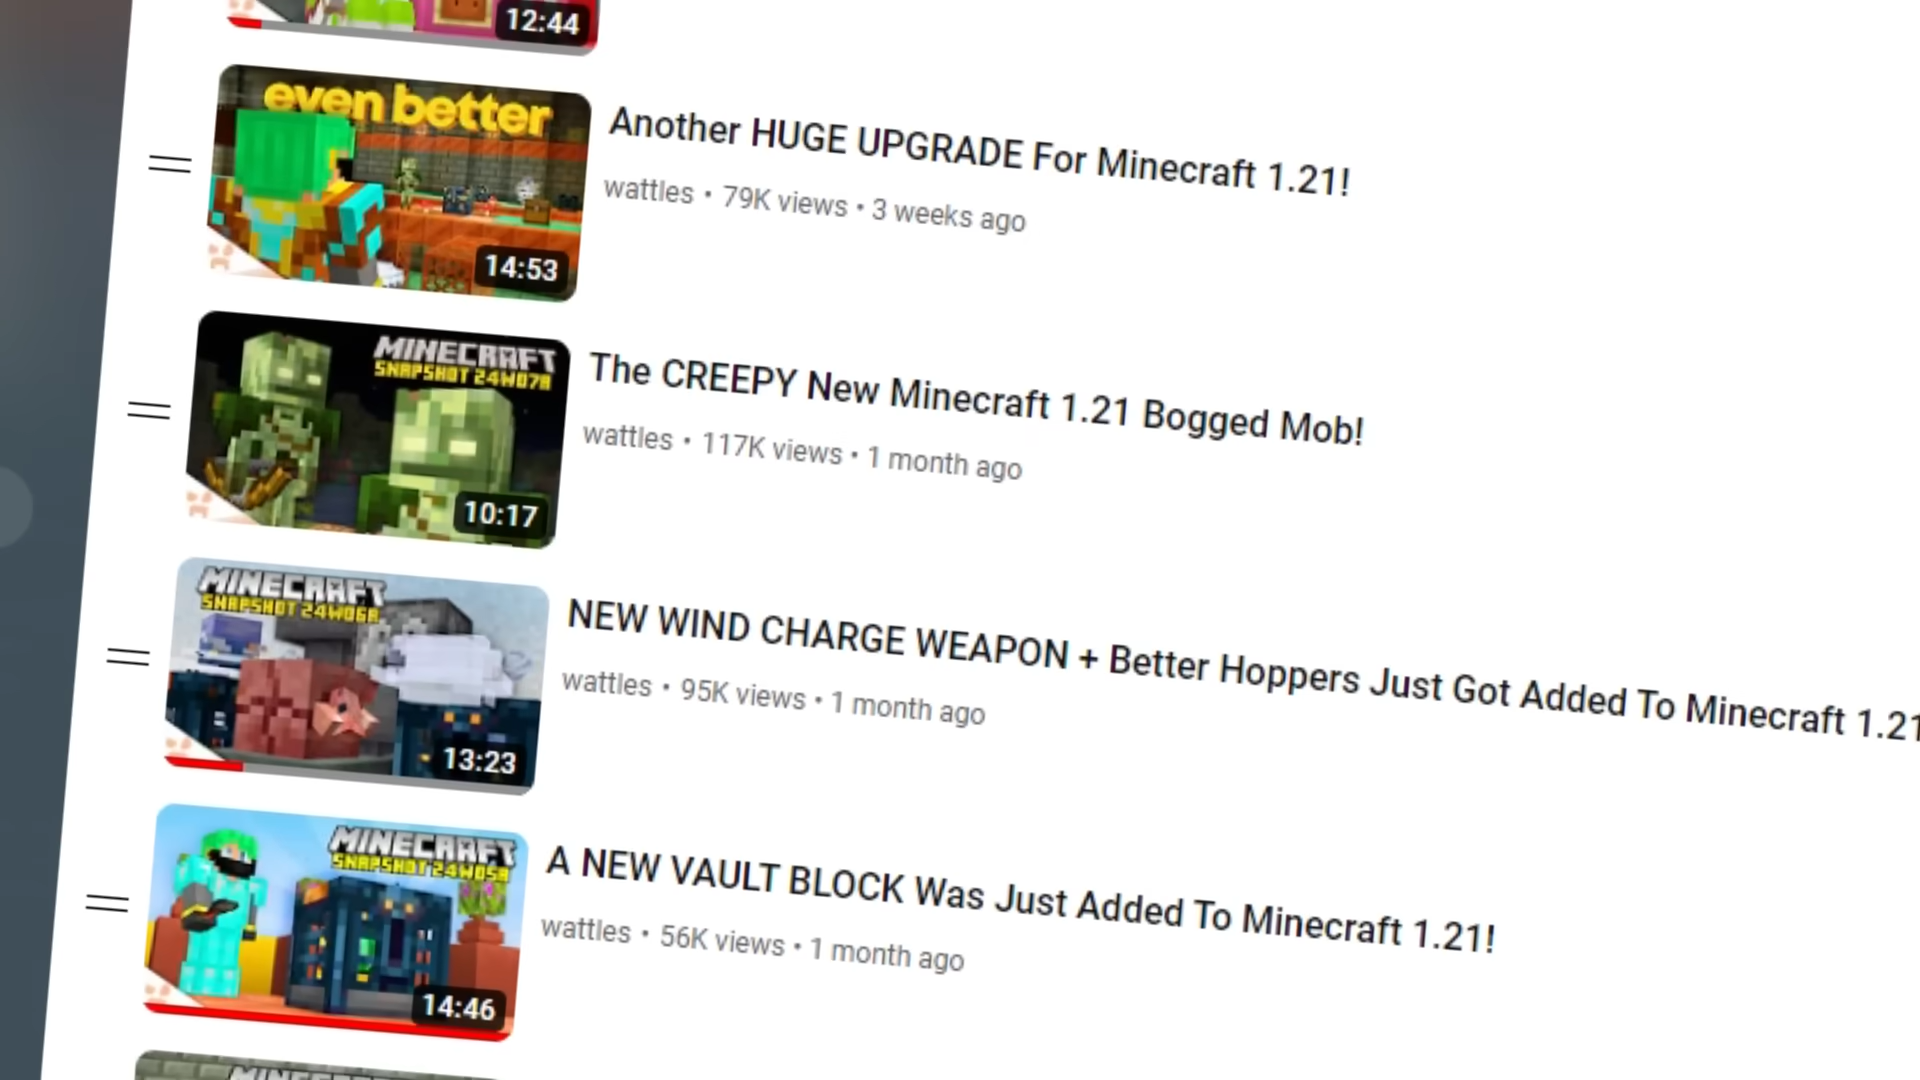 12:44
even better
14:53
Another HUGE UPGRADE For Minecraft 1.21!
wattles • 79K views • 3 weeks ago
MINECRAFT
SNAPSHOT 24W07A
10:17
The CREEPY New Minecraft 1.21 Bogged Mob!
wattles • 117K views • 1 month ago
MINECRAFT
SNAPSHOT 24W06A
13:23
NEW WIND CHARGE WEAPON + Better Hoppers Just Got Added To Minecraft 1.21
wattles • 95K views • 1 month ago
MINECRAFT
SNAPSHOT 24W05A
14:46
A NEW VAULT BLOCK Was Just Added To Minecraft 1.21!
wattles • 56K views • 1 month ago
MINECRAFT